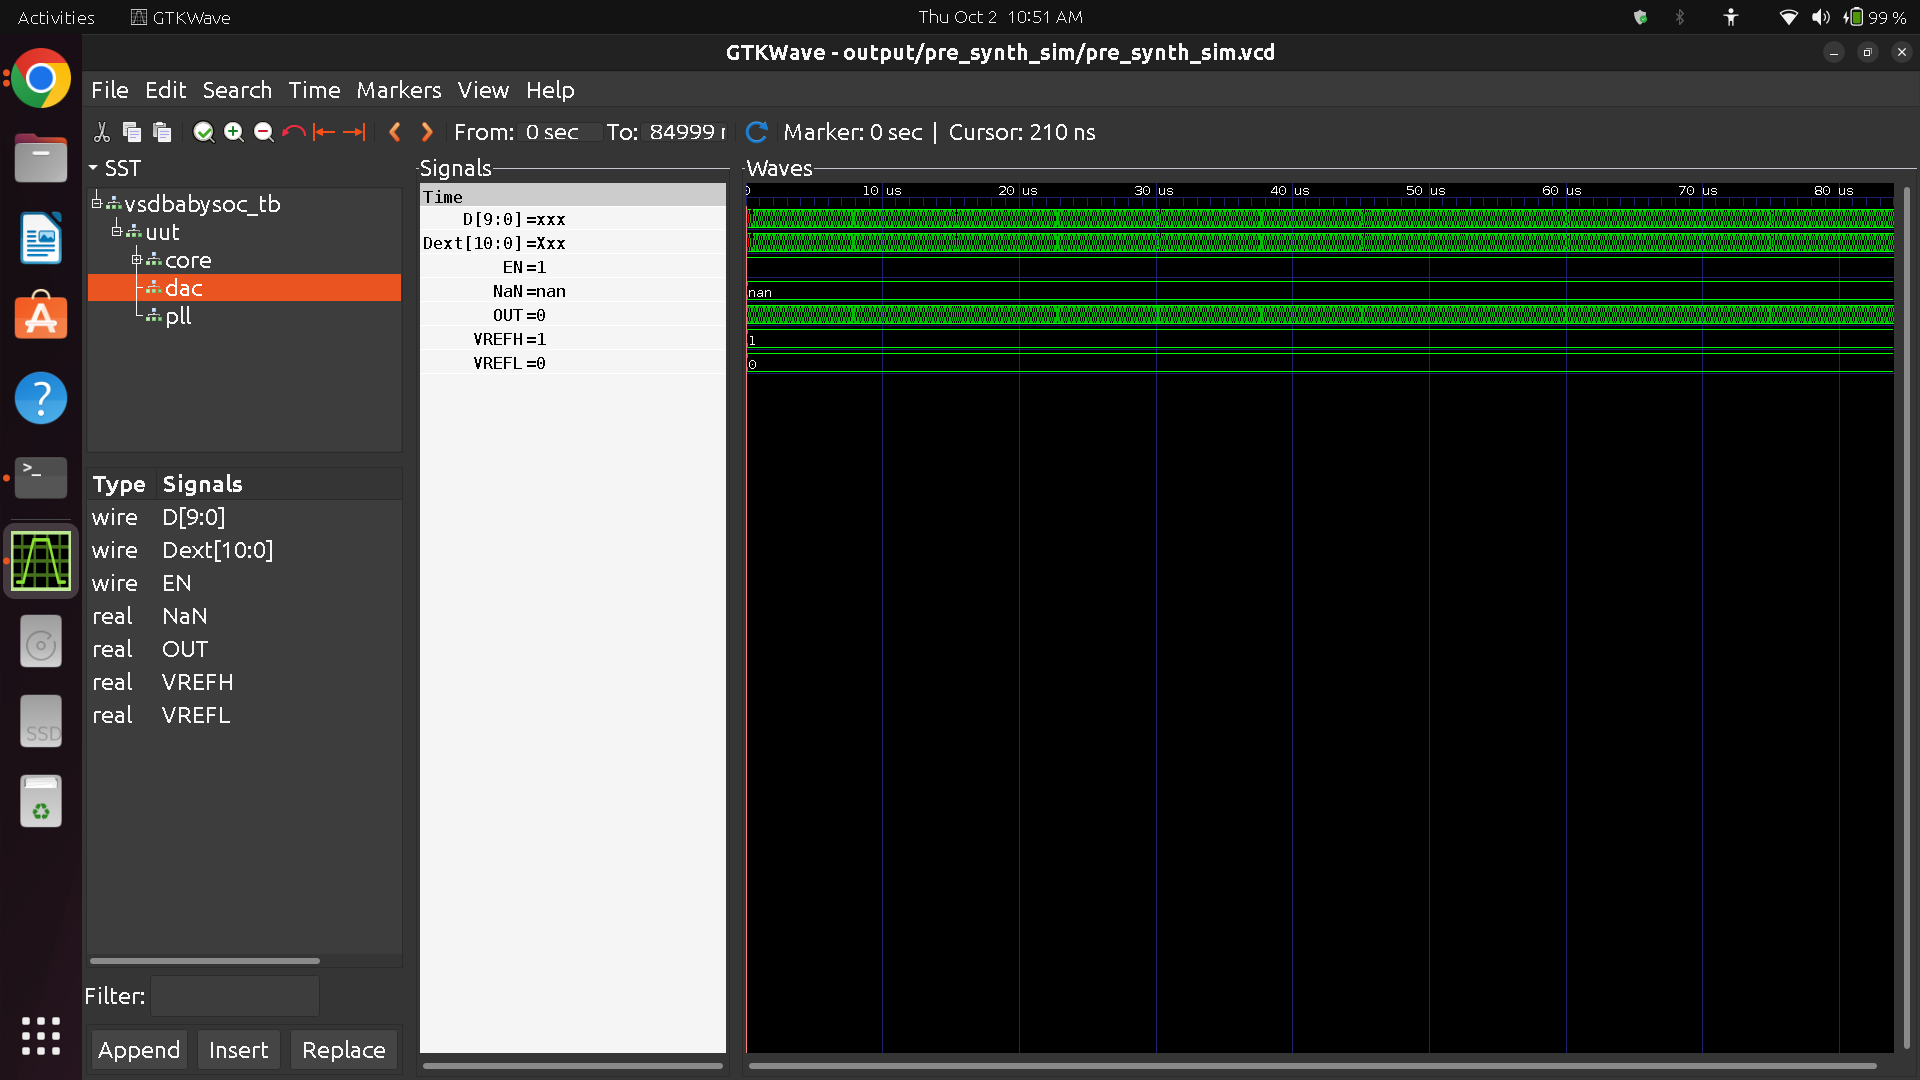 Activities GTKWave Thu Oct 2 10:51 AM 99 %
GTKWave - output/pre_synth_sim/pre_synth_sim.vcd
File Edit Search Time Markers View Help
From: 0 sec To: 84999 Marker: 0 sec | Cursor: 210 ns
SST
vsdbabysoc_tb
uut
core
dac
pll
Type Signals
wire D[9:0]
wire Dext[10:0]
wire EN
real NaN
real OUT
real VREFH
real VREFL
Filter:
Append Insert Replace
Signals
Time
D[9:0]=xxx
Dext[10:0]=Xxx
EN=1
NaN=nan
OUT=0
VREFH=1
VREFL=0
Waves
0 10 us 20 us 30 us 40 us 50 us 60 us 70 us 80 us
nan
1
0
>_
?
SSD